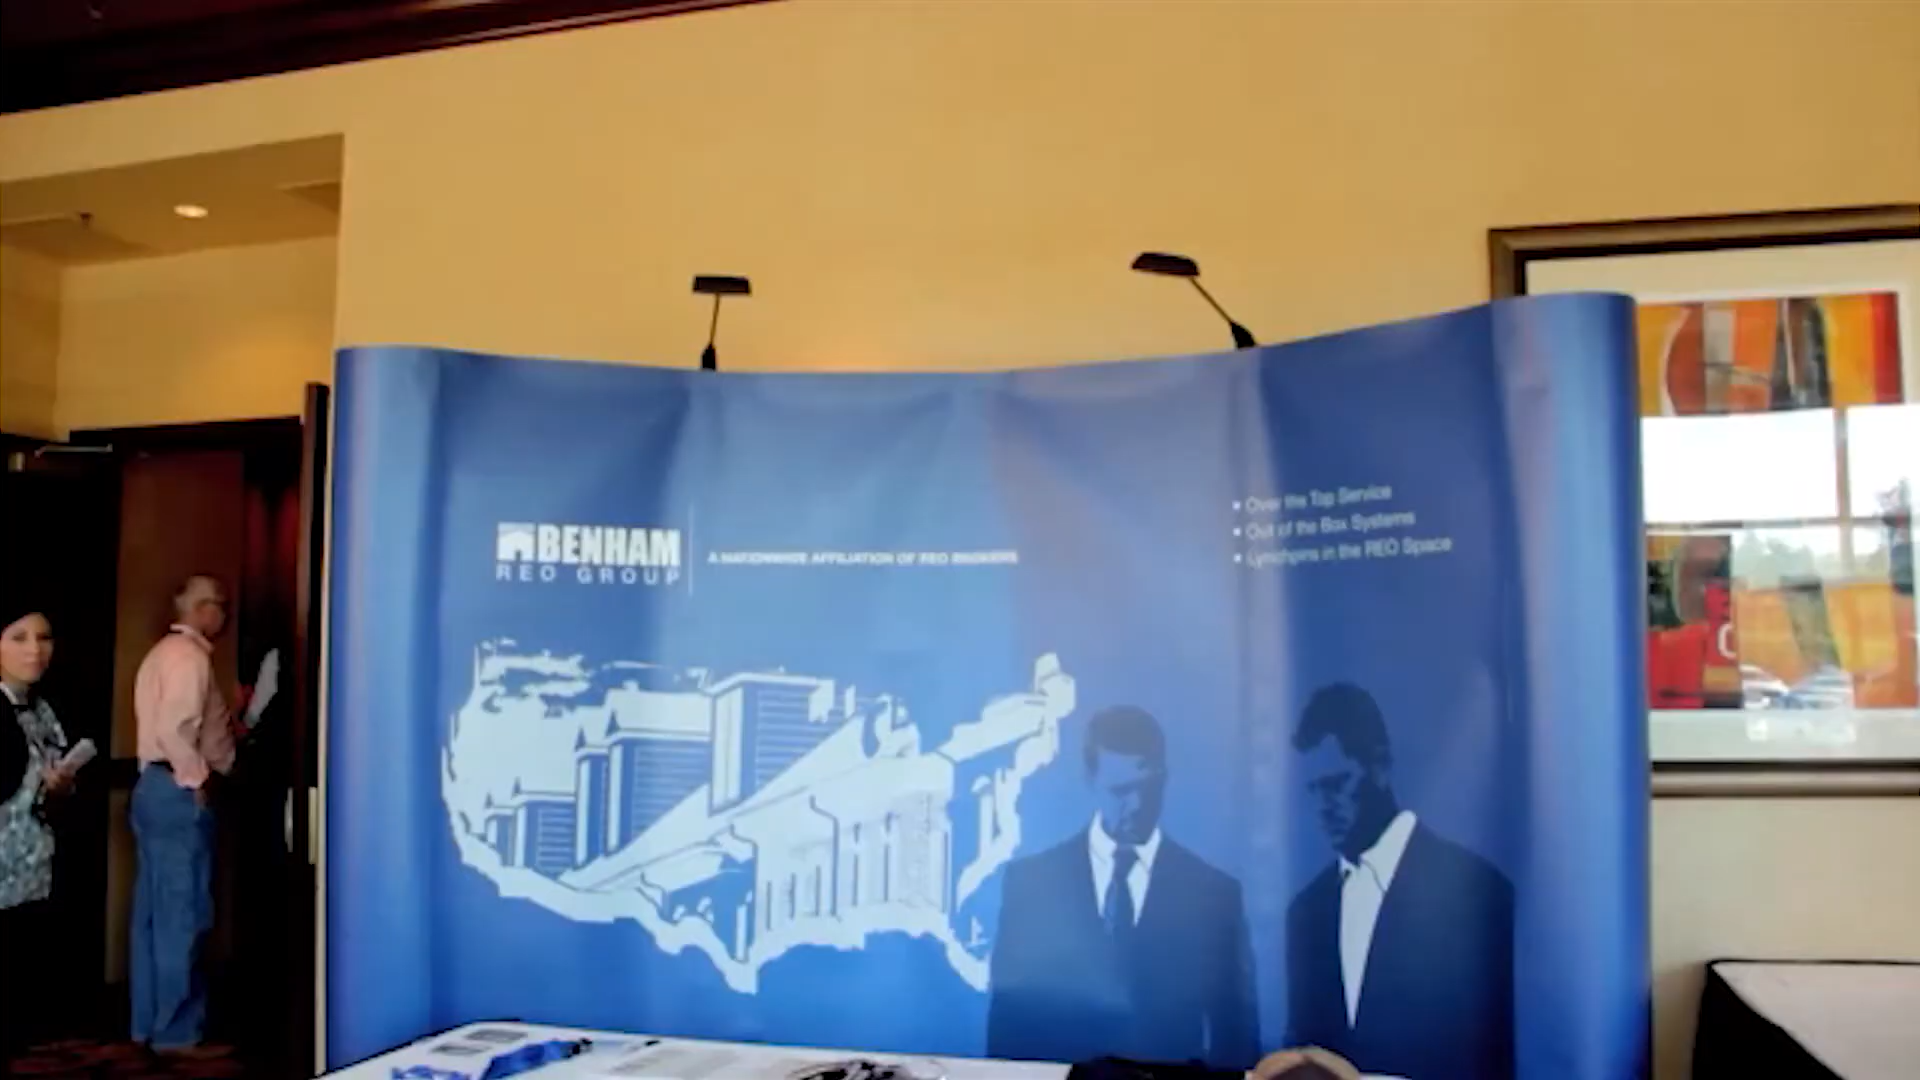 BENHAM
REO GROUP
A NATIONWIDE AFFILIATION OF REO BROKERS
• Over the Top Service
• Out of the Box Systems
• Lynchpins in the REO Space